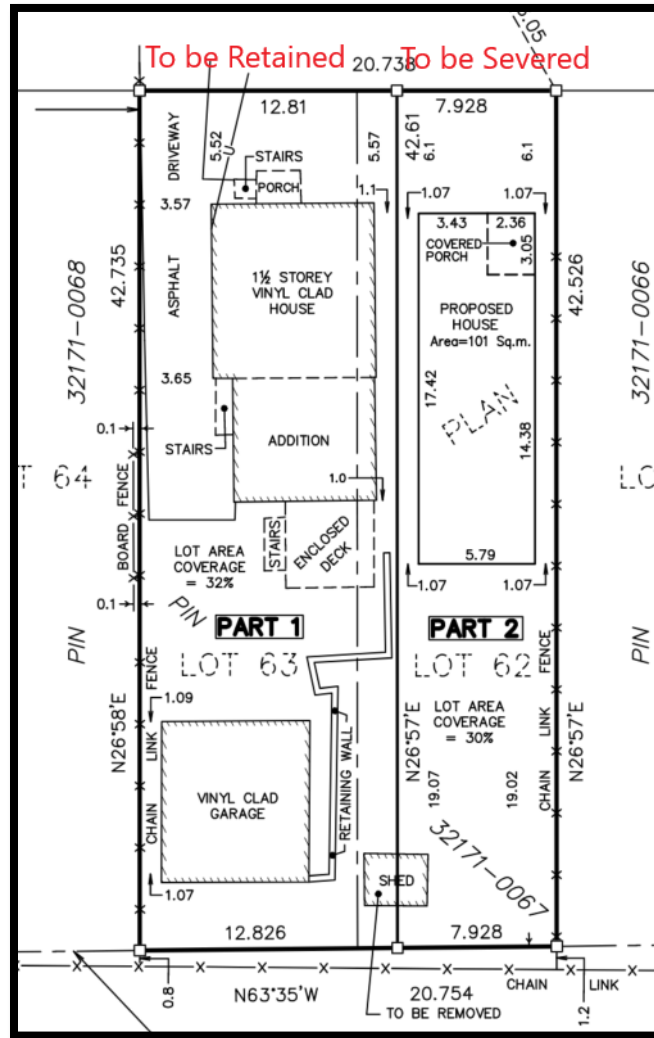 To be Retained
To be Severed
20.738
12.81
7.928
DRIVEWAY
5.52
STAIRS
PORCH
5.57
42.61
6.1
6.1
3.57
1.1
1.07
1.07
3.43
2.36
COVERED
PORCH
3.05
42.735
ASPHALT
1½ STOREY
VINYL CLAD
HOUSE
PROPOSED
HOUSE
Area=101 Sq.m.
42.526
32171-0068
32171-0066
3.65
17.42
PLAN
14.38
0.1
STAIRS
ADDITION
1.0
64
BOARD FENCE
STAIRS
ENCLOSED
DECK
LOT AREA
COVERAGE
= 32%
5.79
1.07
1.07
0.1
PIN
PART 1
PART 2
PIN
PIN
LOT 63
LOT 62
CHAIN LINK FENCE
1.09
LOT AREA
COVERAGE
= 30%
CHAIN LINK FENCE
N26°58'E
N26°57'E
N26°57'E
RETAINING WALL
19.07
19.02
VINYL CLAD
GARAGE
32171-0067
SHED
1.07
12.826
7.928
0.8
N63°35'W
20.754
CHAIN LINK
TO BE REMOVED
1.2